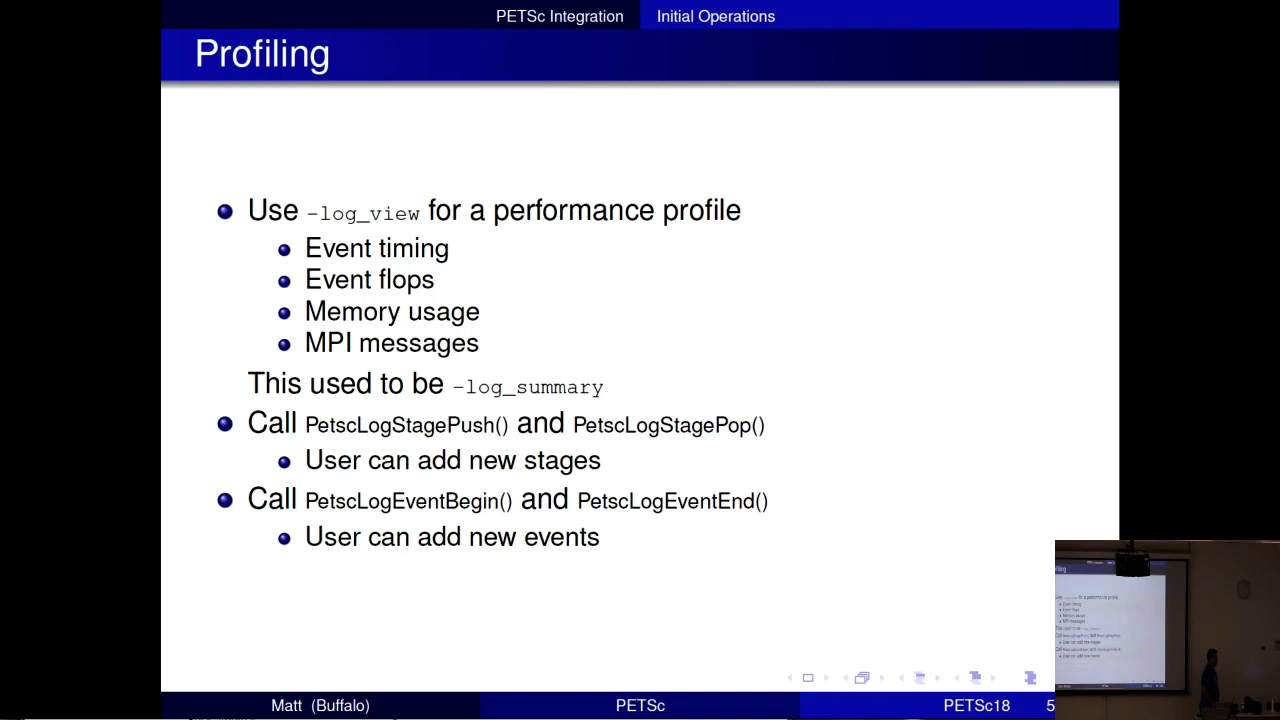 PETSc Integration Initial Operations
Profiling
Use -log_view for a performance profile
Event timing
Event flops
Memory usage
MPI messages
This used to be -log_summary
Call PetscLogStagePush() and PetscLogStagePop()
User can add new stages
Call PetscLogEventBegin() and PetscLogEventEnd()
User can add new events
Matt (Buffalo) PETSc PETSc18 5